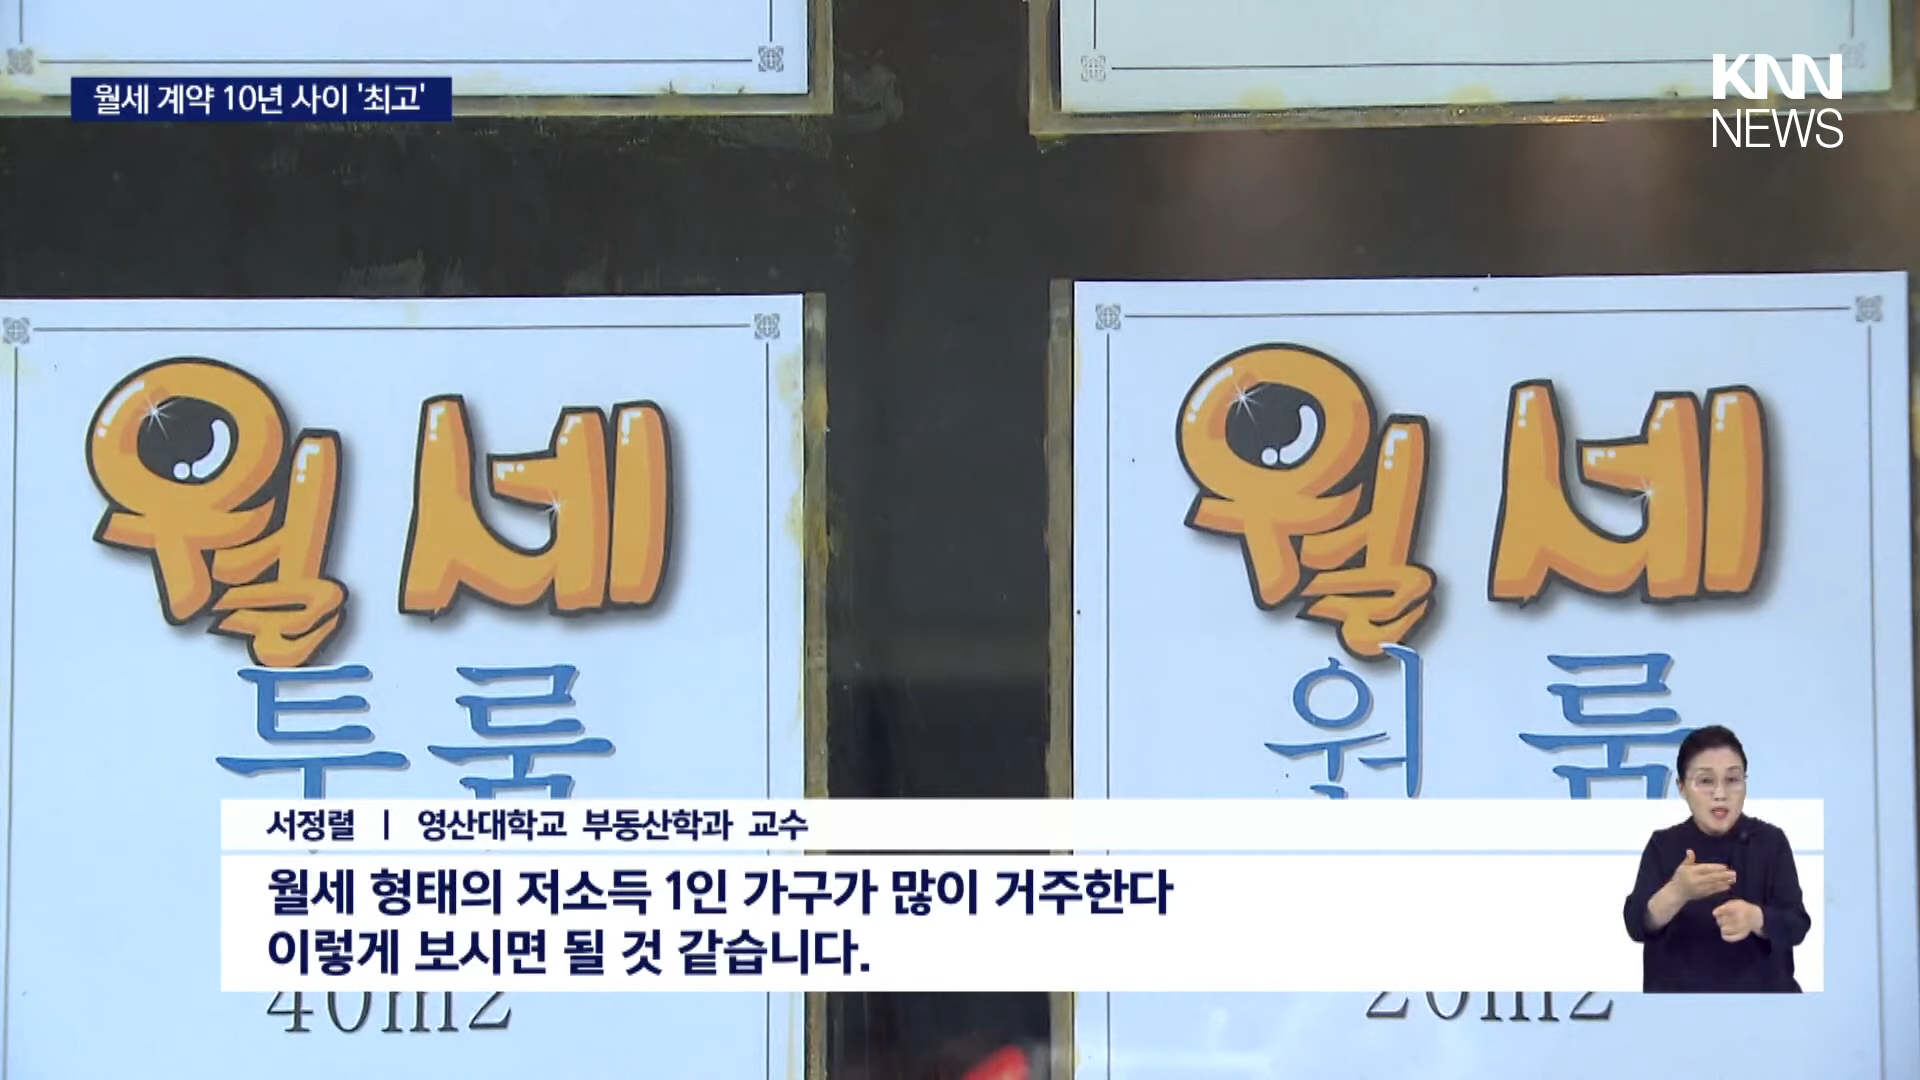 월세 계약 10년 사이 '최고'
KNN
NEWS
월세
투룸
40m2
월세
원룸
20m2
서정렬 | 영산대학교 부동산학과 교수
월세 형태의 저소득 1인 가구가 많이 거주한다
이렇게 보시면 될 것 같습니다.